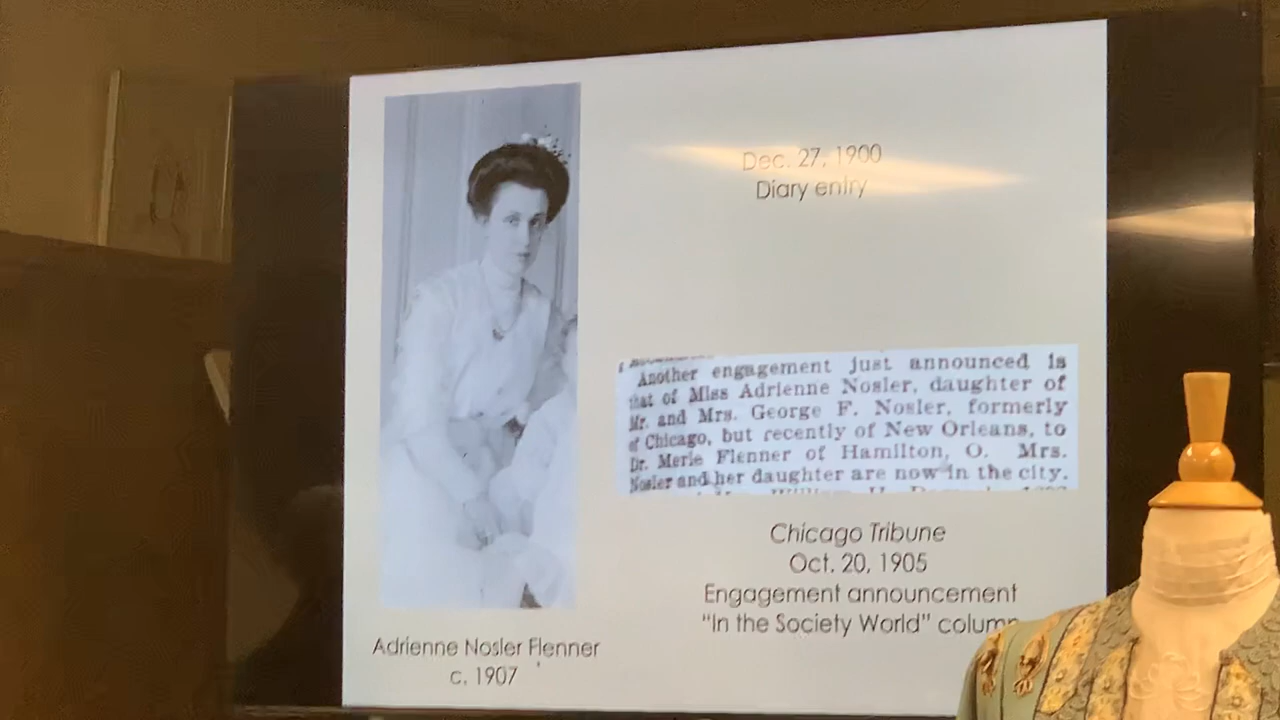 Dec. 27, 1900
Diary entry
Another engagement just announced is
that of Miss Adrienne Nosler, daughter of
Mr. and Mrs. George F. Nosler, formerly
of Chicago, but recently of New Orleans, to
Dr. Merle Flenner of Hamilton, O. Mrs.
Nosler and her daughter are now in the city.
Chicago Tribune
Oct. 20, 1905
Engagement announcement
"In the Society World" column
Adrienne Nosler Flenner
c. 1907